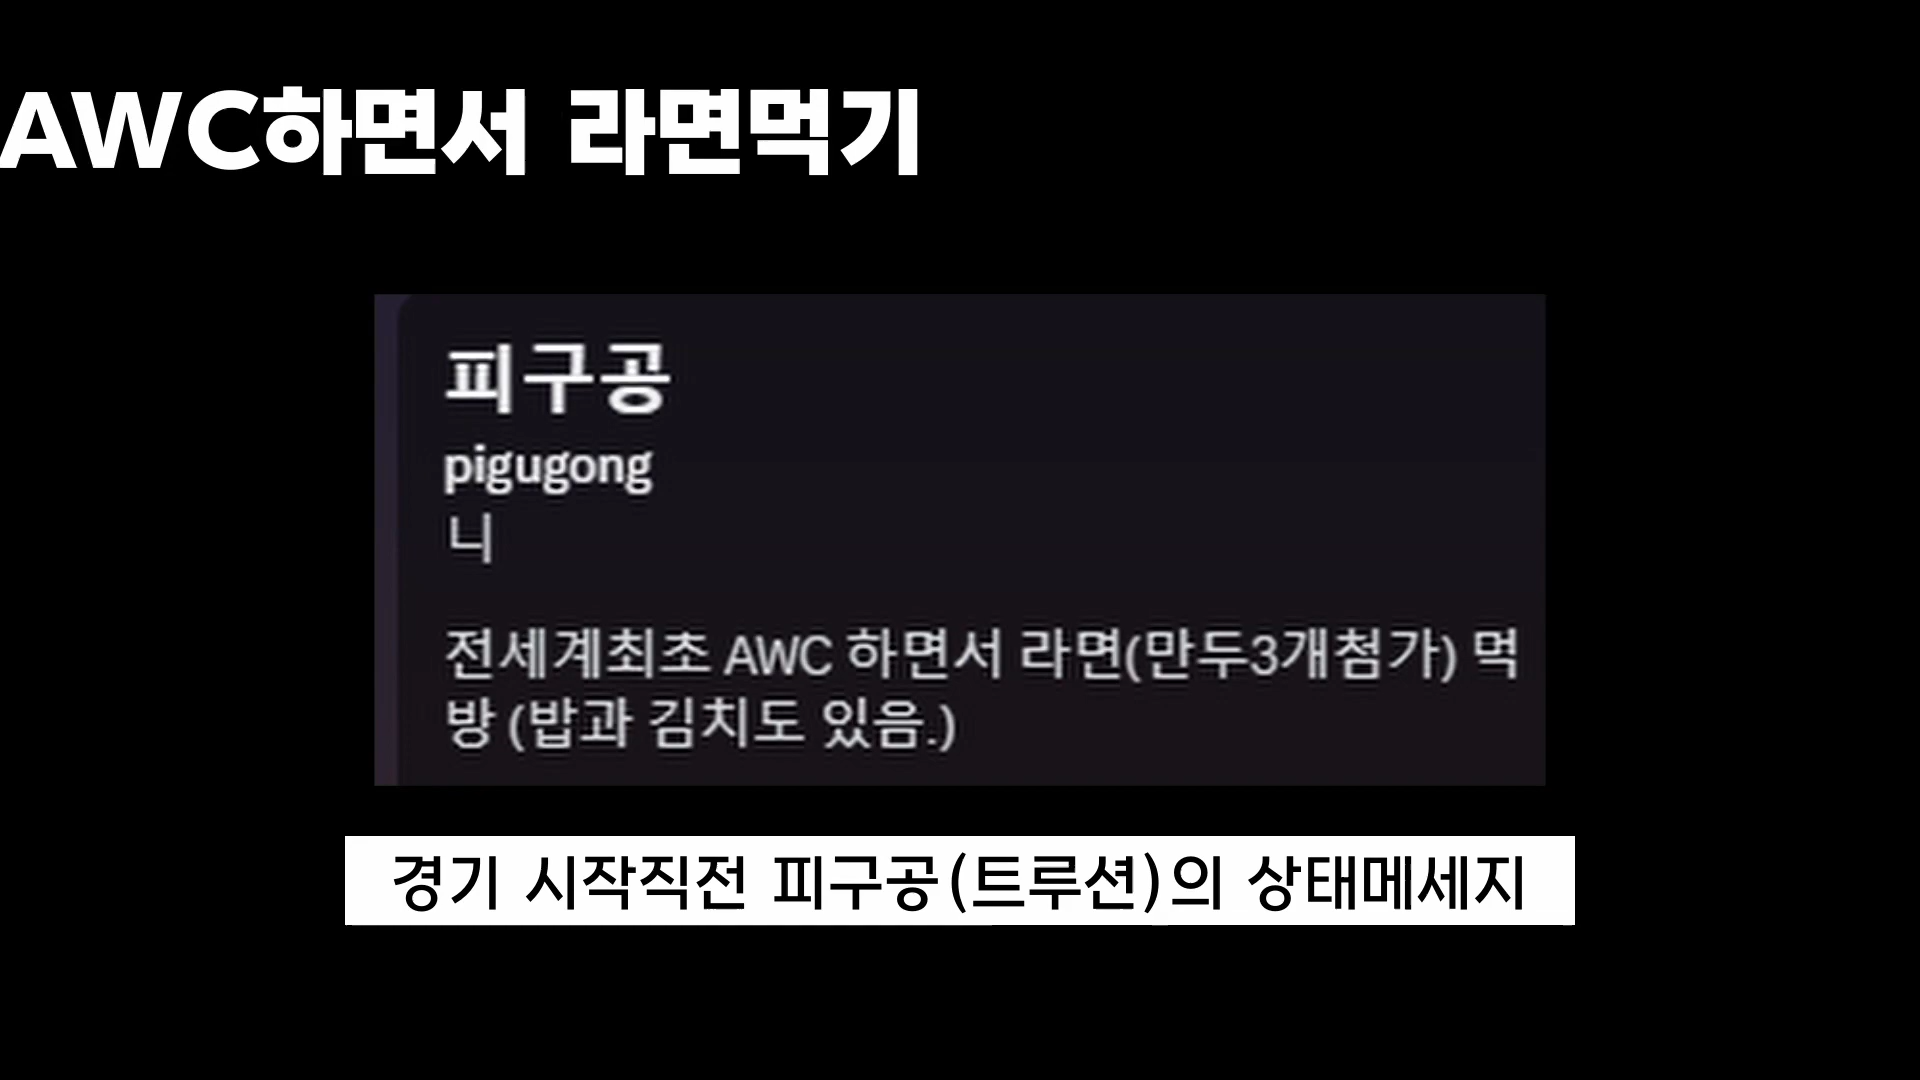 AWC하면서 라면먹기
피구공
pigugong
니
전세계최초 AWC 하면서 라면(만두3개첨가) 먹
방 (밥과 김치도 있음.)
경기 시작직전 피구공(트루션)의 상태메세지